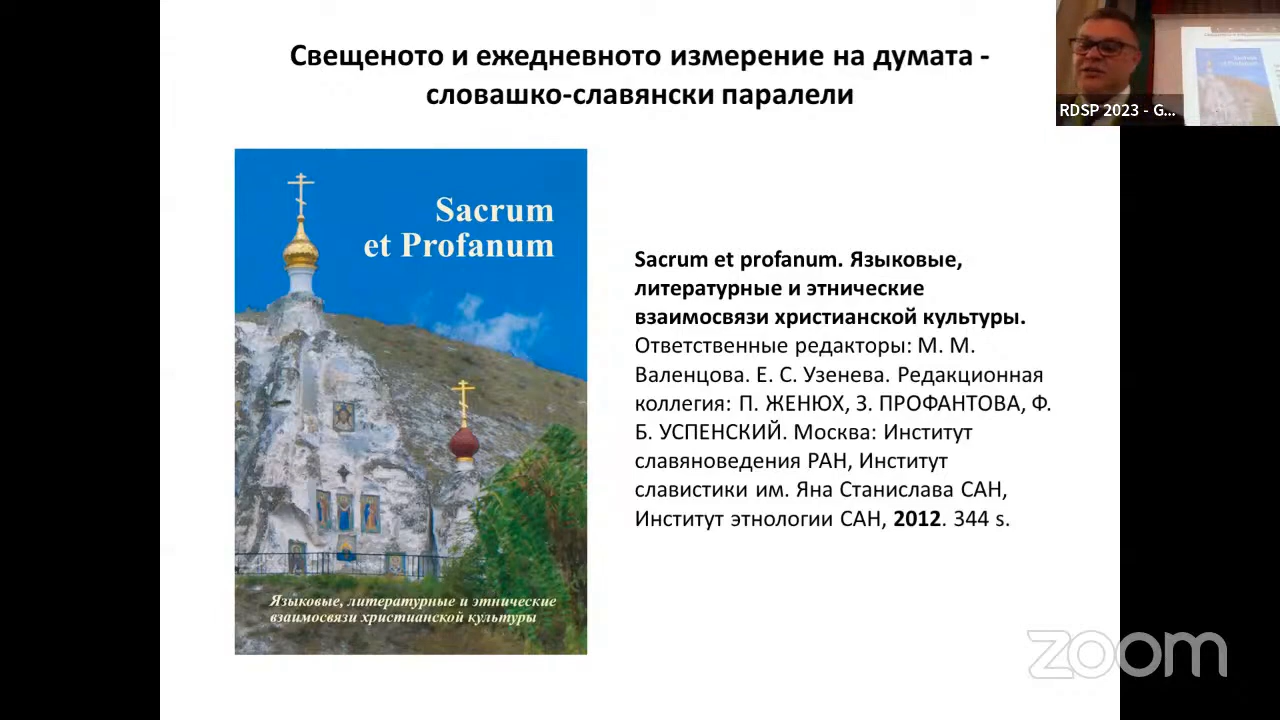 Свещеното и ежедневното измерение на думата -
словашко-славянски паралели
Sacrum
et Profanum
Языковые, литературные и этнические
взаимосвязи христианской культуры
Sacrum et profanum. Языковые,
литературные и этнические
взаимосвязи христианской культуры.
Ответственные редакторы: М. М.
Валенцова. Е. С. Узенева. Редакционная
коллегия: П. ЖЕНЮХ, З. ПРОФАНТОВА, Ф.
Б. УСПЕНСКИЙ. Москва: Институт
славяноведения РАН, Институт
славистики им. Яна Станислава САН,
Институт этнологии САН, 2012. 344 s.
RDSP 2023 - G...
zoom